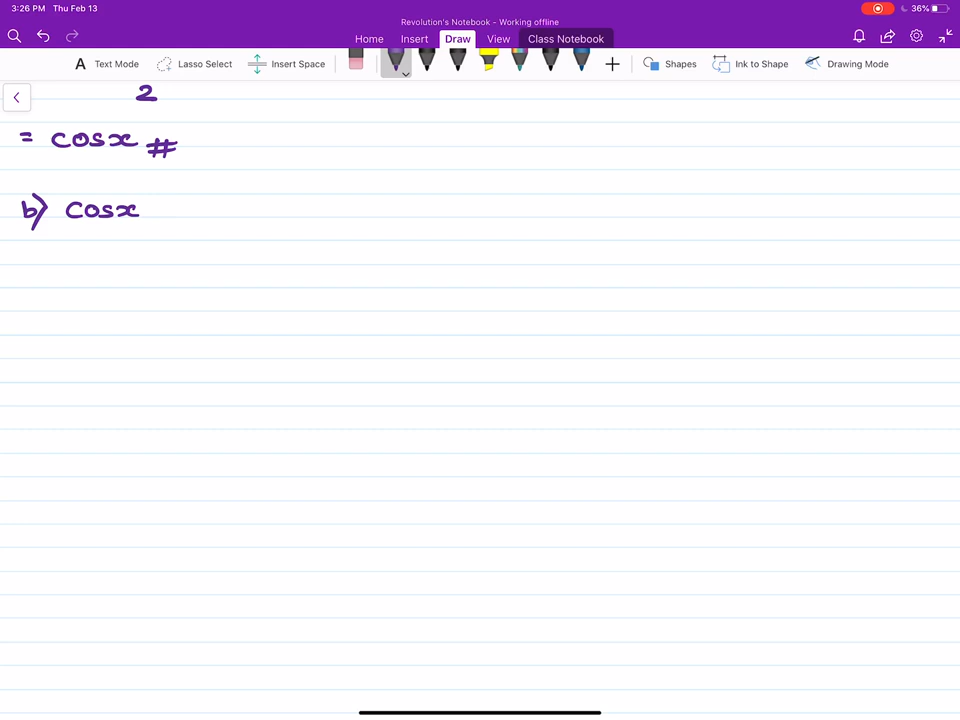 3:26 PM Thu Feb 13
36%
Revolution's Notebook - Working offline
Home Insert Draw View Class Notebook
A Text Mode Lasso Select Insert Space Shapes Ink to Shape Drawing Mode
2
= cosx #
b) cosx